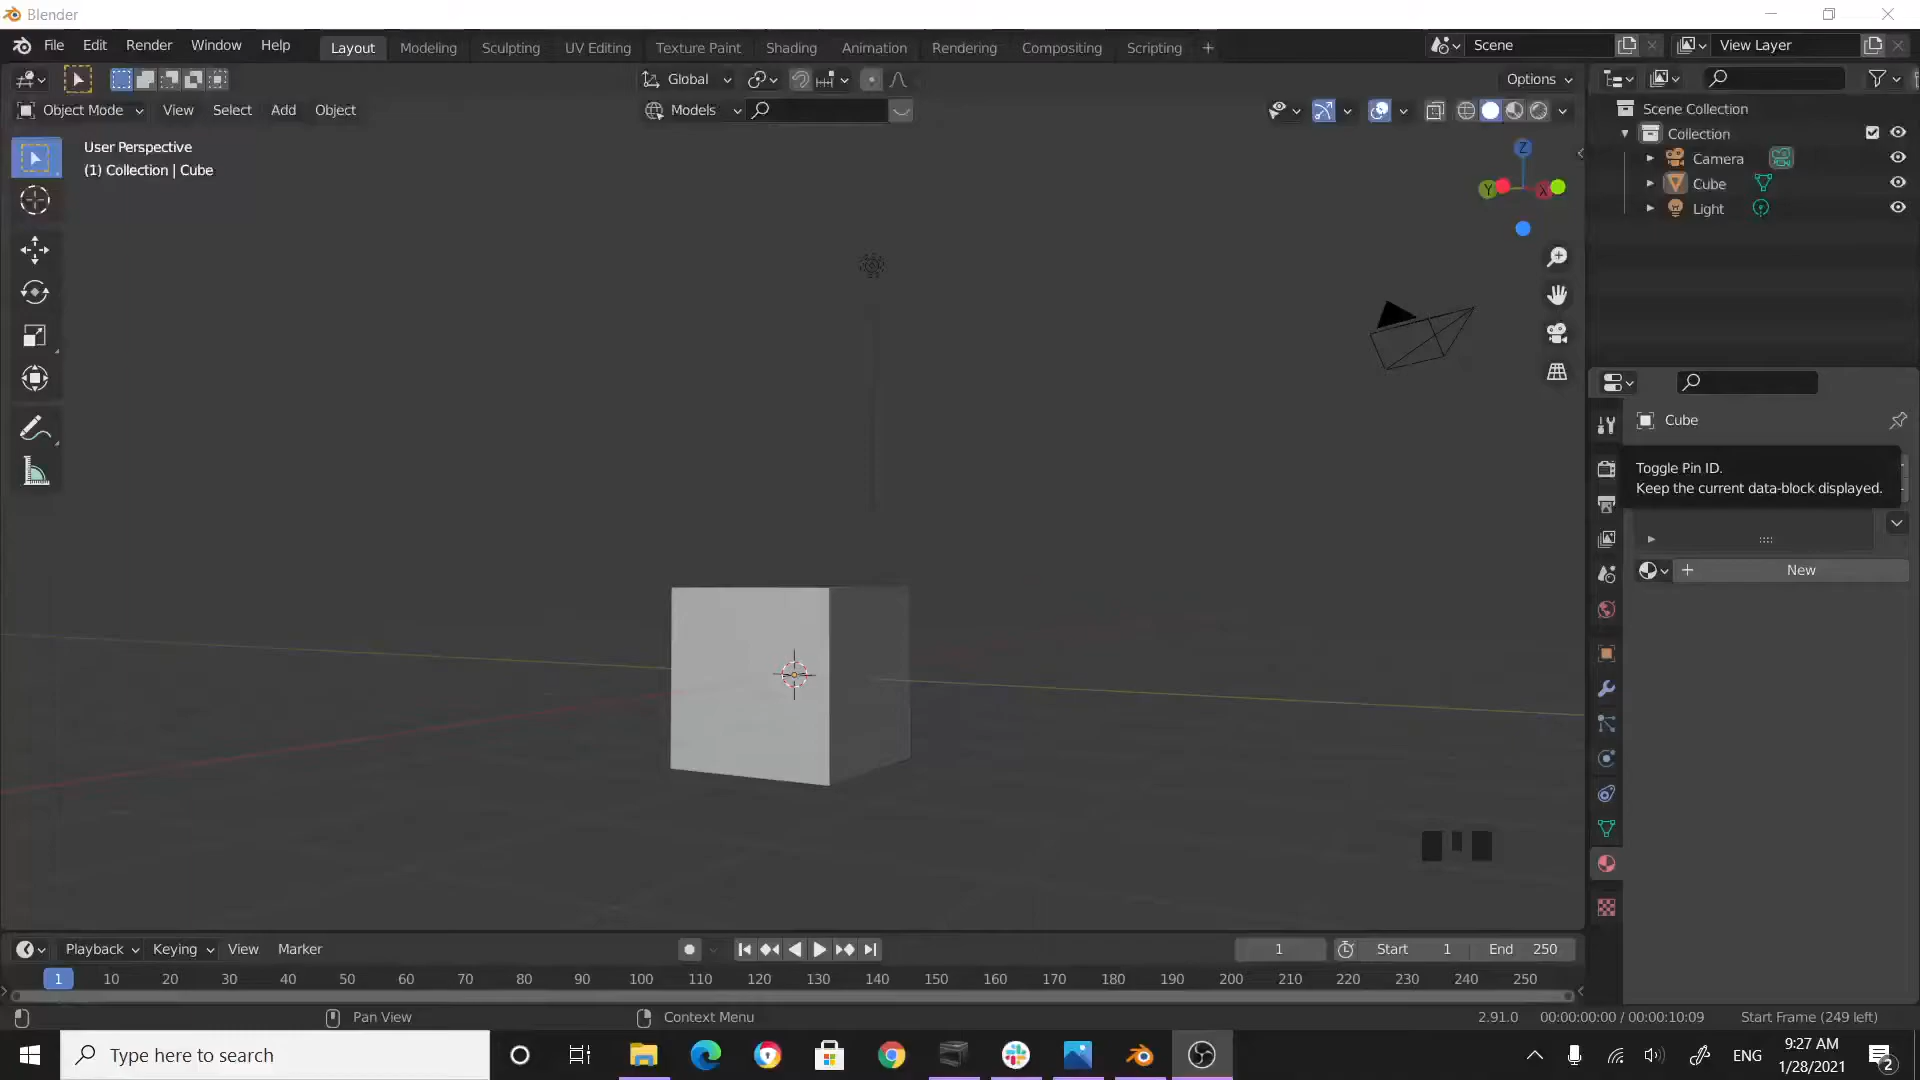 Blender
File Edit Render Window Help
Layout Modeling Sculpting UV Editing Texture Paint Shading Animation Rendering Compositing Scripting +
Scene
View Layer
Global
Options
Object Mode View Select Add Object
Models
User Perspective
(1) Collection | Cube
Z
Y
X
Scene Collection
Collection
Camera
Cube
Light
Cube
Toggle Pin ID.
Keep the current data-block displayed.
New
Playback Keying View Marker
1
Start 1
End 250
1 10 20 30 40 50 60 70 80 90 100 110 120 130 140 150 160 170 180 190 200 210 220 230 240 250
Pan View
Context Menu
2.91.0 00:00:00:00 / 00:00:10:09 Start Frame (249 left)
Type here to search
ENG
9:27 AM
1/28/2021
2